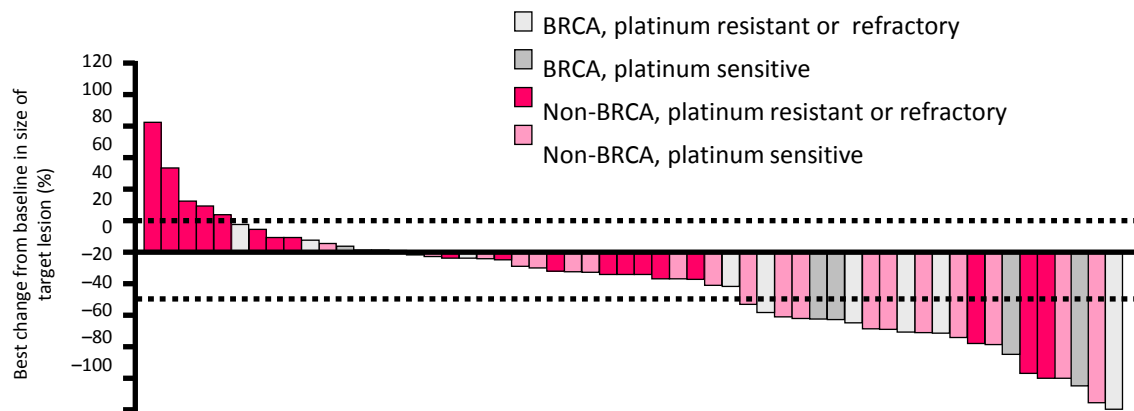 BRCA, platinum resistant or refractory
BRCA, platinum sensitive
Non-BRCA, platinum resistant or refractory
Non-BRCA, platinum sensitive
Best change from baseline in size of
target lesion (%)
120
100
80
60
40
20
0
–20
–40
–60
–80
–100